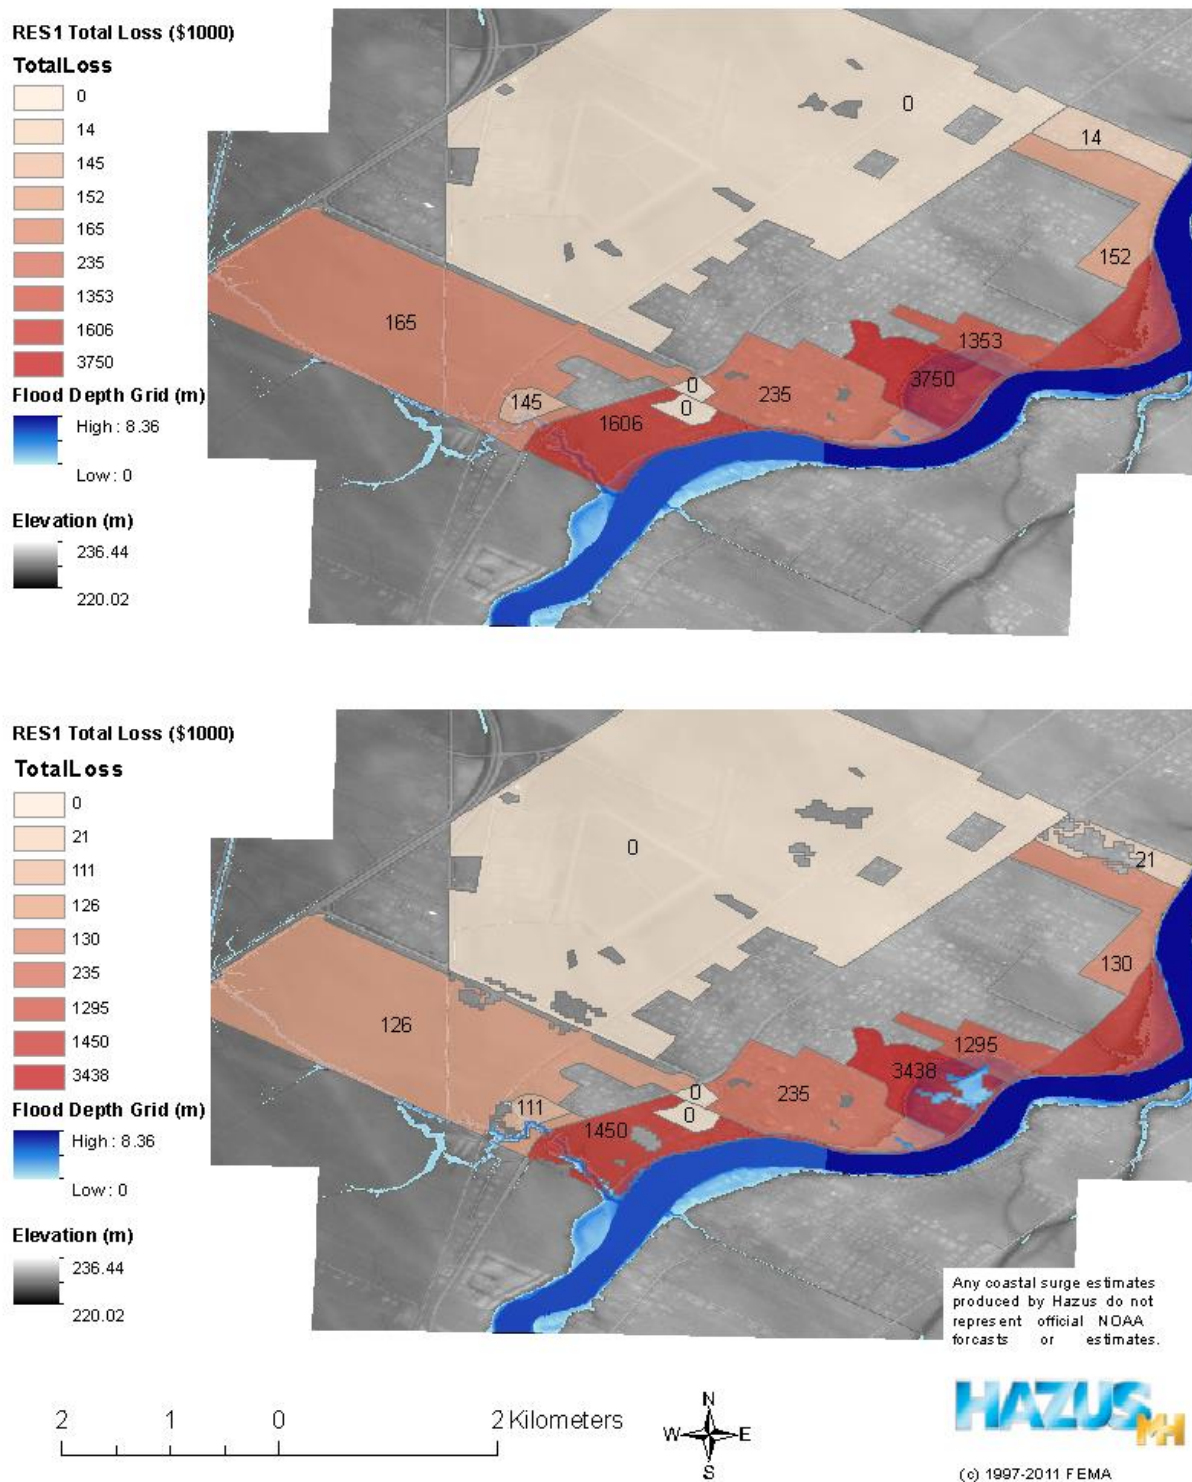 RES1 Total Loss ($1000)
TotalLoss
0
14
145
152
165
235
1353
1606
3750
Flood Depth Grid (m)
High : 8.36
Low : 0
Elevation (m)
236.44
220.02
0
14
152
165
1353
3750
0
0
235
145
1606
RES1 Total Loss ($1000)
TotalLoss
0
21
111
126
130
235
1295
1450
3438
Flood Depth Grid (m)
High : 8.36
Low : 0
Elevation (m)
236.44
220.02
0
21
130
126
1295
3438
0
0
235
111
1450
Any coastal surge estimates
produced by Hazus do not
represent official NOAA
forcasts or estimates.
2 1 0 2 Kilometers
N
W E
S
HAZUS
MH
(c) 1997-2011 FEMA